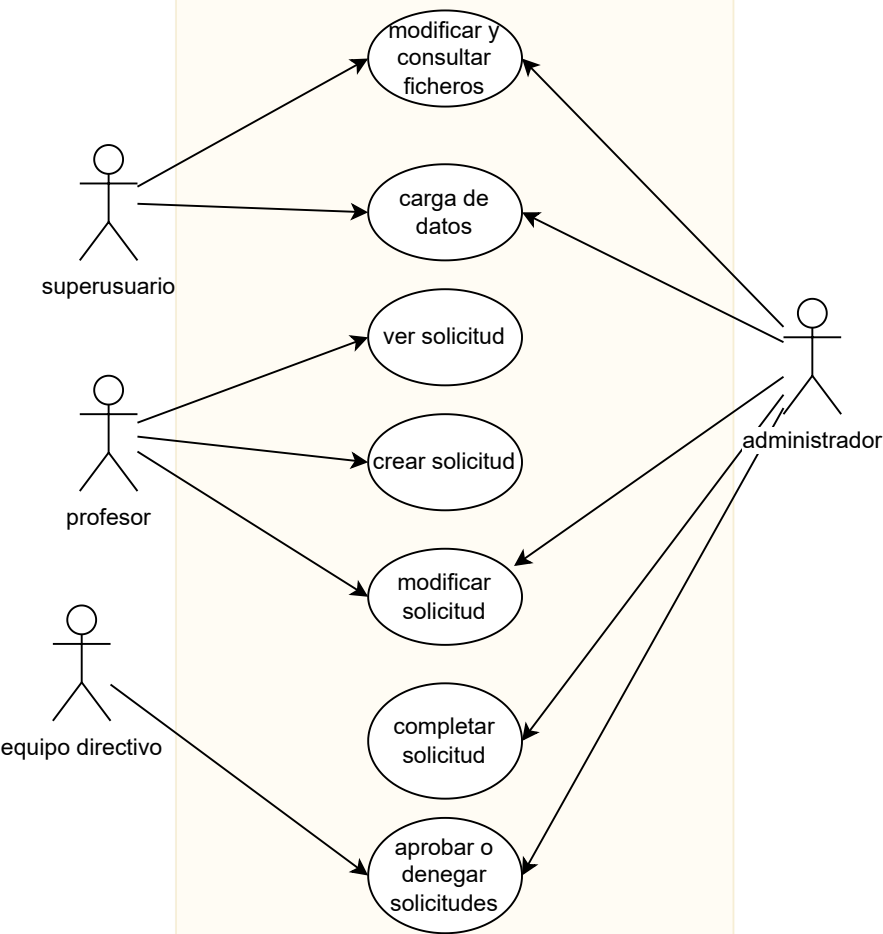 modificar y
consultar
ficheros
carga de
datos
superusuario
ver solicitud
administrador
crear solicitud
profesor
modificar
solicitud
completar
solicitud
equipo directivo
aprobar o
denegar
solicitudes